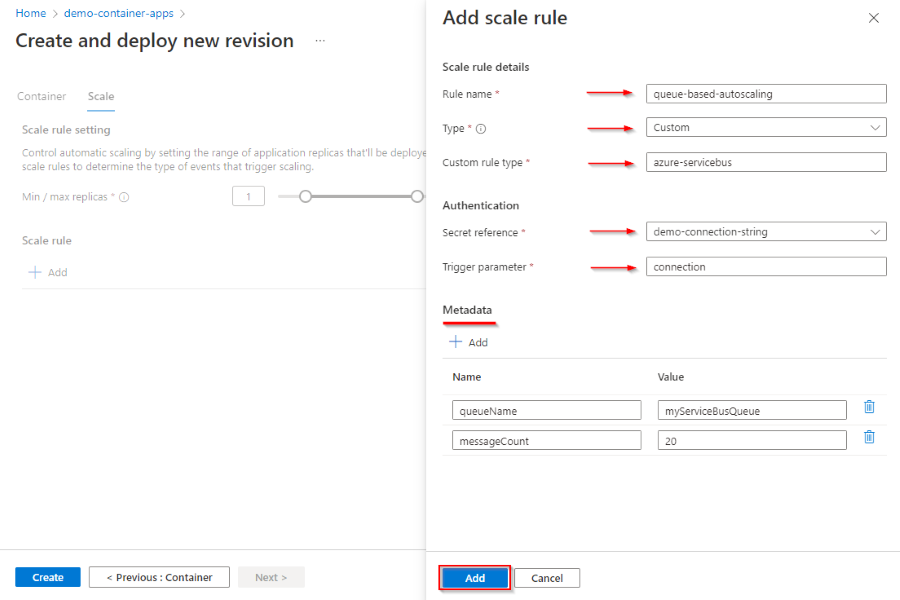 Home > demo-container-apps >
Create and deploy new revision ...
Container Scale
Scale rule setting
Control automatic scaling by setting the range of application replicas that'll be deploye
scale rules to determine the type of events that trigger scaling.
Min / max replicas * 1
Scale rule
+ Add
Create
< Previous : Container
Next >
Add scale rule
Scale rule details
Rule name * queue-based-autoscaling
Type * Custom
Custom rule type * azure-servicebus
Authentication
Secret reference * demo-connection-string
Trigger parameter * connection
Metadata
+ Add
Name Value
queueName myServiceBusQueue
messageCount 20
Add Cancel